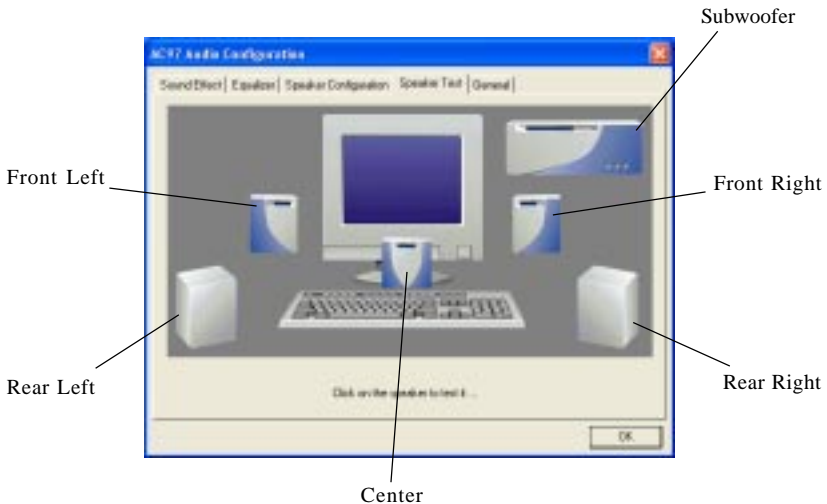 Subwoofer
AC97 Audio Configuration
Sound Effect Equalizer Speaker Configuration Speaker Test General
Front Left
Front Right
Rear Left
Rear Right
Click on the speaker to test it ...
OK
Center